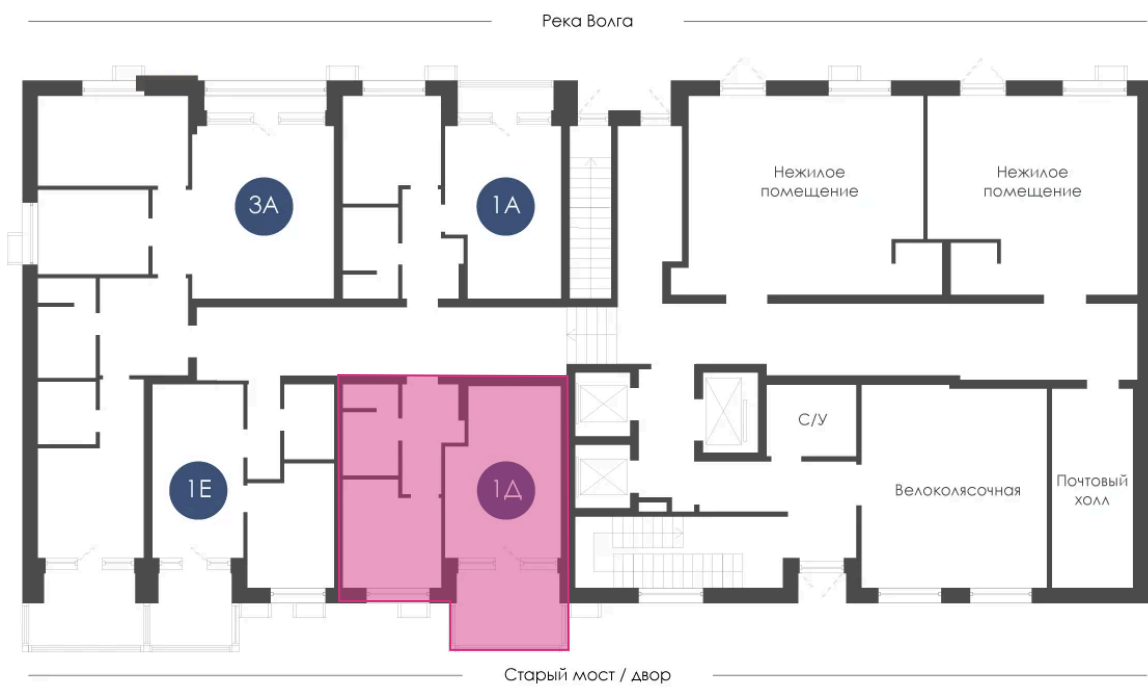 Река Волга
Нежилое
помещение
Нежилое
помещение
3А
1А
С/У
1Е
1Д
Велоколясочная
Почтовый
холл
Старый мост / двор